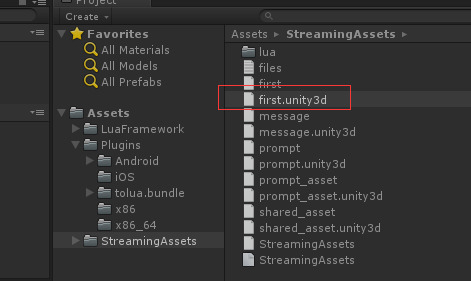 Project
Create
Favorites
All Materials
All Models
All Prefabs
Assets
LuaFramework
Plugins
Android
iOS
tolua.bundle
x86
x86_64
StreamingAssets
Assets ▸ StreamingAssets ▸
lua
files
first
first.unity3d
message
message.unity3d
prompt
prompt.unity3d
prompt_asset
prompt_asset.unity3d
shared_asset
shared_asset.unity3d
StreamingAssets
StreamingAssets